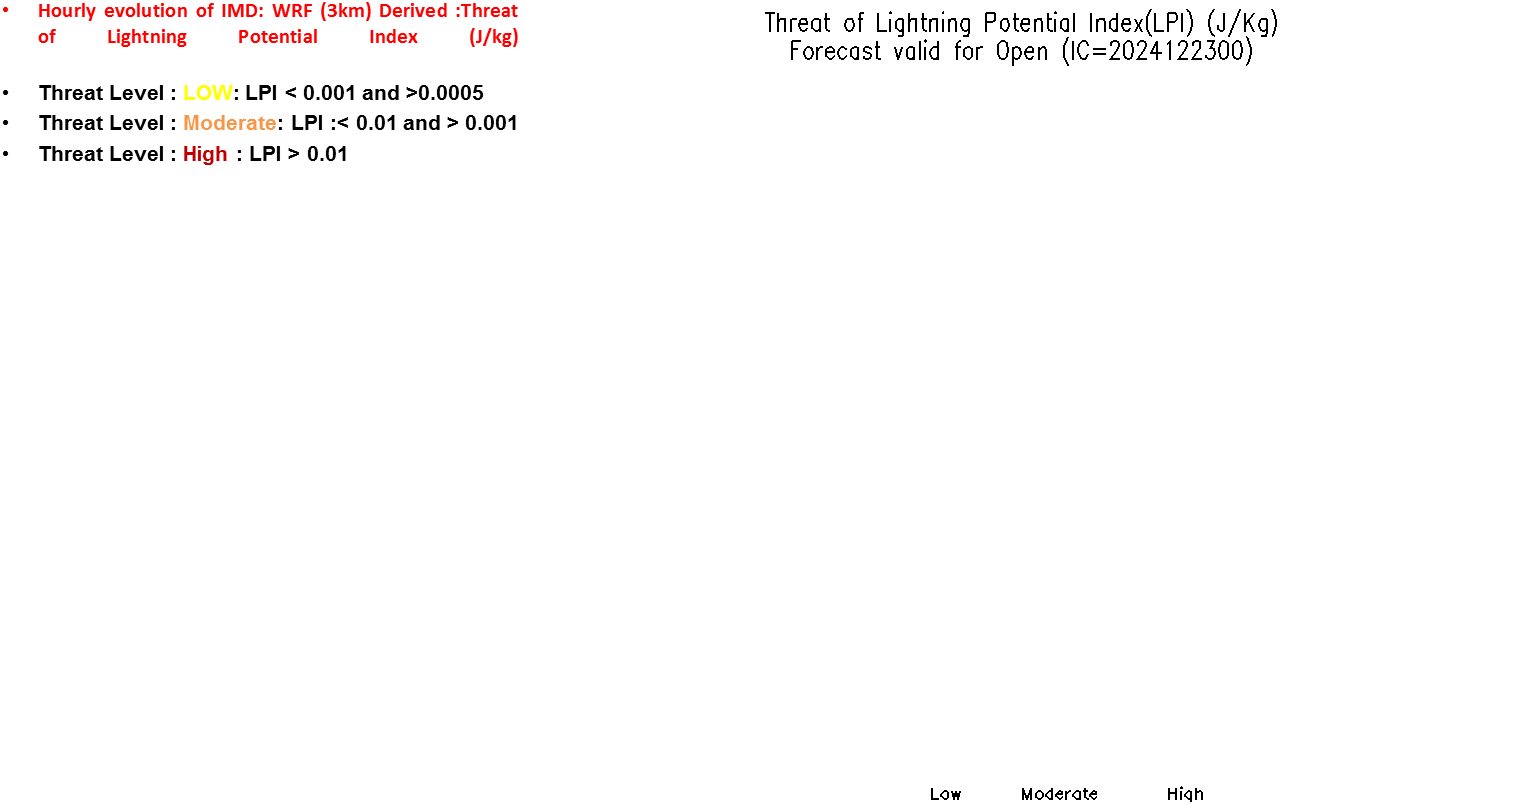 • Hourly evolution of IMD: WRF (3km) Derived :Threat
of Lightning Potential Index (J/kg)
• Threat Level : LOW: LPI < 0.001 and >0.0005
• Threat Level : Moderate: LPI :< 0.01 and > 0.001
• Threat Level : High : LPI > 0.01
Threat of Lightning Potential Index(LPI) (J/Kg)
Forecast valid for Open (IC=2024122300)
Low Moderate High